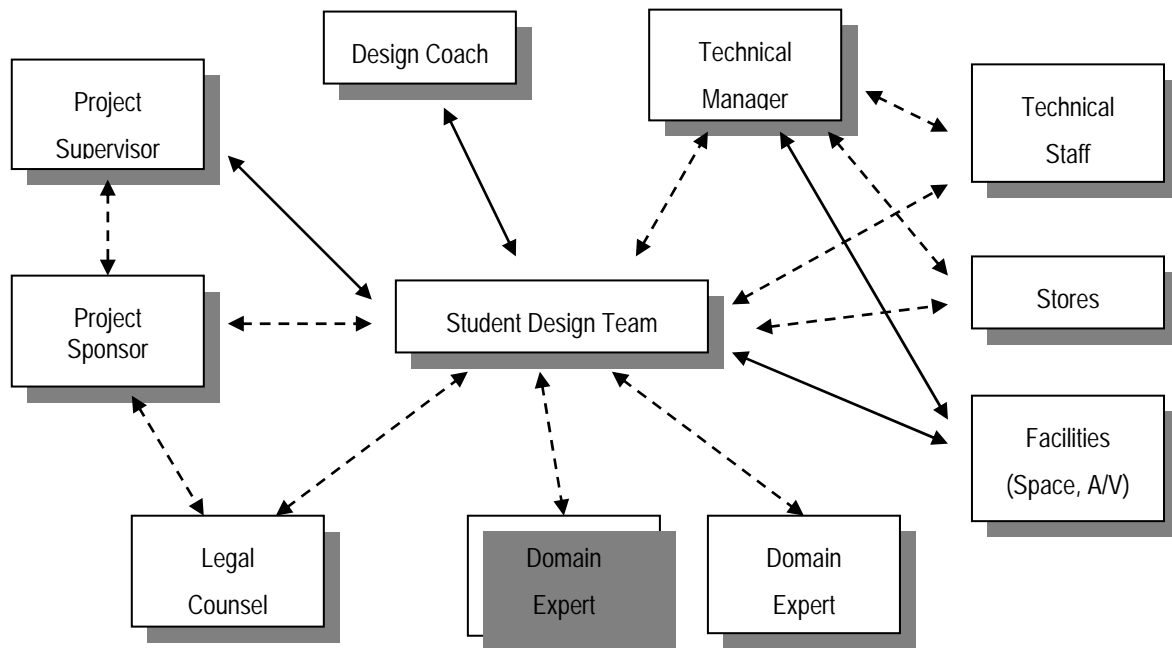 Design Coach
Technical
Manager
Project
Supervisor
Technical
Staff
Project
Sponsor
Student Design Team
Stores
Facilities
(Space, A/V)
Legal
Counsel
Domain
Expert
Domain
Expert